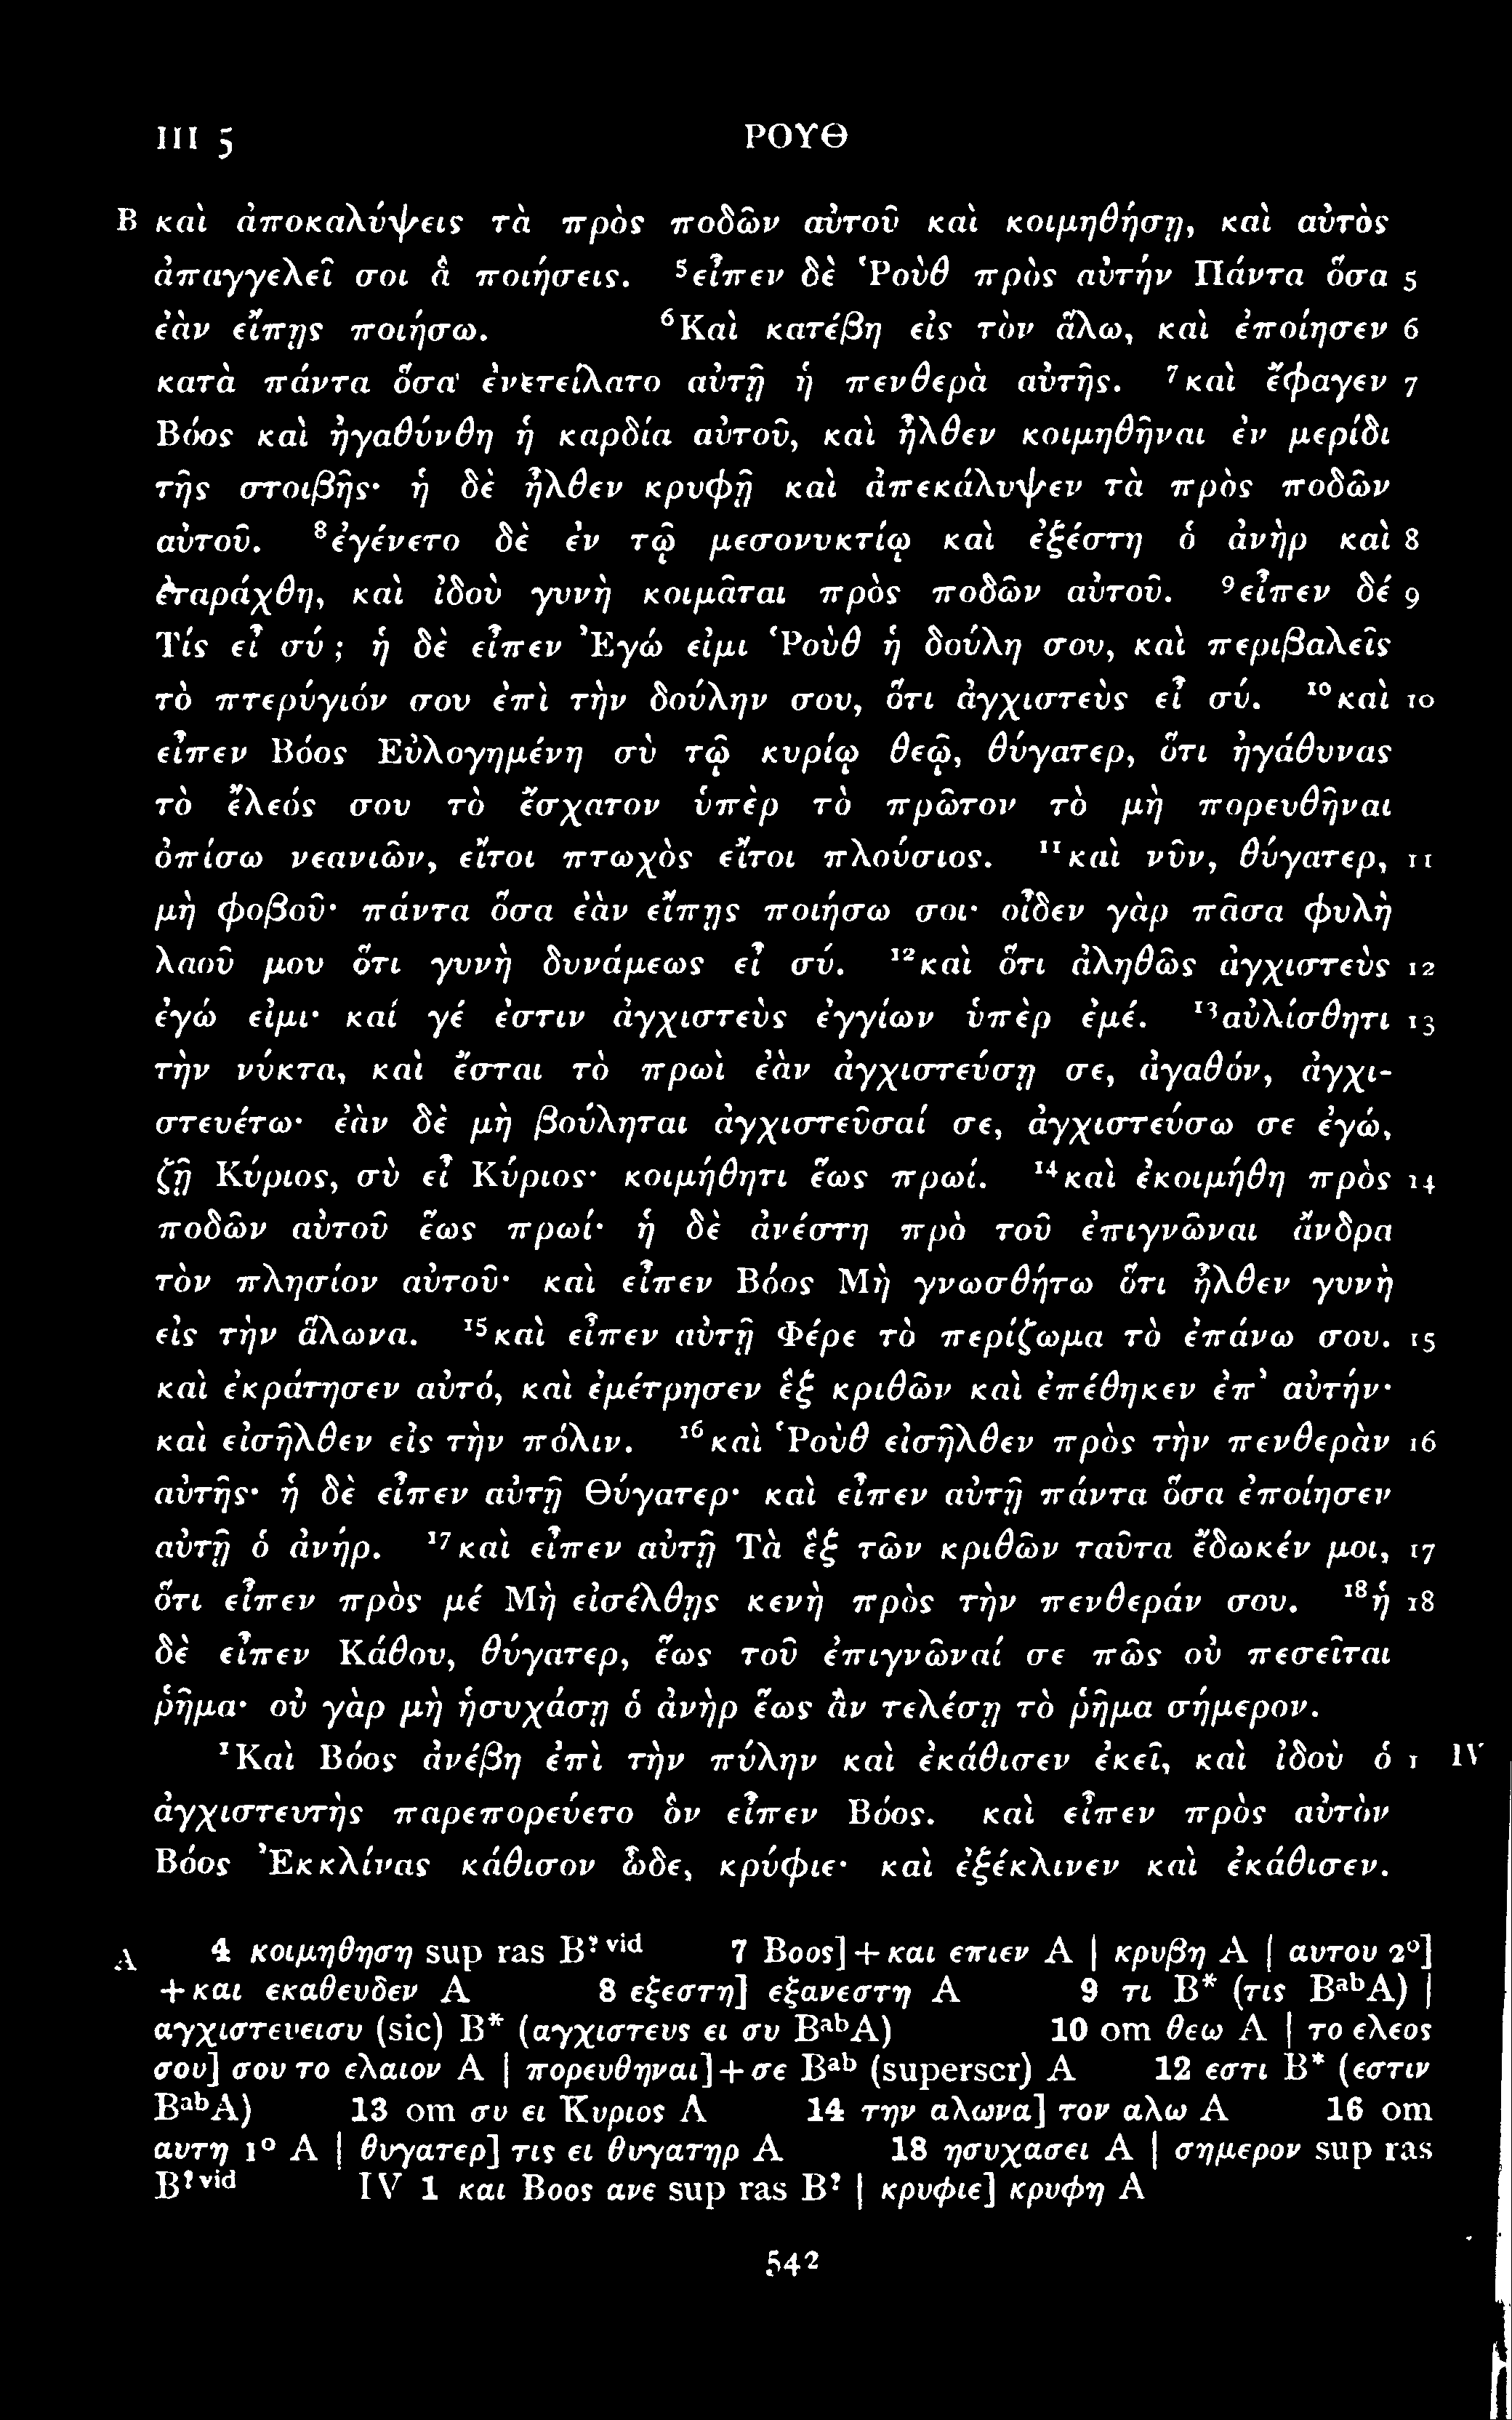 III 5 ΡΟΥΘ
B καὶ ἀποκαλύψεις τὰ πρὸς ποδῶν αὐτοῦ καὶ κοιμηθήσῃ, καὶ αὐτὸς
ἀπαγγελεῖ σοι ἃ ποιήσεις. ⁵εἶπεν δὲ Ῥοὺθ πρὸς αὐτήν Πάντα ὅσα 5
ἐὰν εἴπῃς ποιήσω. ⁶Καὶ κατέβη εἰς τὸν ἅλω, καὶ ἐποίησεν 6
κατὰ πάντα ὅσα ἐνετείλατο αὐτῇ ἡ πενθερὰ αὐτῆς. ⁷καὶ ἔφαγεν 7
Βόος καὶ ἠγαθύνθη ἡ καρδία αὐτοῦ, καὶ ἦλθεν κοιμηθῆναι ἐν μερίδι
τῆς στοιβῆς· ἡ δὲ ἦλθεν κρυφῇ καὶ ἀπεκάλυψεν τὰ πρὸς ποδῶν
αὐτοῦ. ⁸ἐγένετο δὲ ἐν τῷ μεσονυκτίῳ καὶ ἐξέστη ὁ ἀνὴρ καὶ 8
ἐταράχθη, καὶ ἰδοὺ γυνὴ κοιμᾶται πρὸς ποδῶν αὐτοῦ. ⁹εἶπεν δέ 9
Τίς εἶ σύ; ἡ δὲ εἶπεν Ἐγώ εἰμι Ῥοὺθ ἡ δούλη σου, καὶ περιβαλεῖς
τὸ πτερύγιόν σου ἐπὶ τὴν δούλην σου, ὅτι ἀγχιστεὺς εἶ σύ. ¹⁰καὶ 10
εἶπεν Βόος Εὐλογημένη σὺ τῷ κυρίῳ θεῷ, θύγατερ, ὅτι ἠγάθυνας
τὸ ἔλεός σου τὸ ἔσχατον ὑπὲρ τὸ πρῶτον τὸ μὴ πορευθῆναι
ὀπίσω νεανιῶν, εἴτοι πτωχὸς εἴτοι πλούσιος. ¹¹καὶ νῦν, θύγατερ, 11
μὴ φοβοῦ· πάντα ὅσα ἐὰν εἴπῃς ποιήσω σοι· οἶδεν γὰρ πᾶσα φυλὴ
λαοῦ μου ὅτι γυνὴ δυνάμεως εἶ σύ. ¹²καὶ ὅτι ἀληθῶς ἀγχιστεὺς 12
ἐγώ εἰμι· καί γέ ἐστιν ἀγχιστεὺς ἐγγίων ὑπὲρ ἐμέ. ¹³αὐλίσθητι 13
τὴν νύκτα, καὶ ἔσται τὸ πρωὶ ἐὰν ἀγχιστεύσῃ σε, ἀγαθόν, ἀγχι-
στευέτω· ἐὰν δὲ μὴ βούληται ἀγχιστεῦσαί σε, ἀγχιστεύσω σε ἐγώ,
ζῇ Κύριος, σὺ εἶ Κύριος· κοιμήθητι ἕως πρωί. ¹⁴καὶ ἐκοιμήθη πρὸς 14
ποδῶν αὐτοῦ ἕως πρωί· ἡ δὲ ἀνέστη πρὸ τοῦ ἐπιγνῶναι ἄνδρα
τὸν πλησίον αὐτοῦ· καὶ εἶπεν Βόος Μὴ γνωσθήτω ὅτι ἦλθεν γυνὴ
εἰς τὴν ἅλωνα. ¹⁵καὶ εἶπεν αὐτῇ Φέρε τὸ περίζωμα τὸ ἐπάνω σου. 15
καὶ ἐκράτησεν αὐτό, καὶ ἐμέτρησεν ἓξ κριθῶν καὶ ἐπέθηκεν ἐπ' αὐτήν·
καὶ εἰσῆλθεν εἰς τὴν πόλιν. ¹⁶καὶ Ῥοὺθ εἰσῆλθεν πρὸς τὴν πενθερὰν 16
αὐτῆς· ἡ δὲ εἶπεν αὐτῇ Θύγατερ· καὶ εἶπεν αὐτῇ πάντα ὅσα ἐποίησεν
αὐτῇ ὁ ἀνήρ. ¹⁷καὶ εἶπεν αὐτῇ Τὰ ἓξ τῶν κριθῶν ταῦτα ἔδωκέν μοι, 17
ὅτι εἶπεν πρὸς μέ Μὴ εἰσέλθῃς κενὴ πρὸς τὴν πενθεράν σου. ¹⁸ἡ 18
δὲ εἶπεν Κάθου, θύγατερ, ἕως τοῦ ἐπιγνῶναί σε πῶς οὐ πεσεῖται
ῥῆμα· οὐ γὰρ μὴ ἡσυχάσῃ ὁ ἀνὴρ ἕως ἂν τελέσῃ τὸ ῥῆμα σήμερον.
¹Καὶ Βόος ἀνέβη ἐπὶ τὴν πύλην καὶ ἐκάθισεν ἐκεῖ, καὶ ἰδοὺ ὁ 1 IV
ἀγχιστευτὴς παρεπορεύετο ὃν εἶπεν Βόος. καὶ εἶπεν πρὸς αὐτὸν
Βόος Ἐκκλίνας κάθισον ὧδε, κρύφιε· καὶ ἐξέκλινεν καὶ ἐκάθισεν.
A 4 κοιμηθηση sup ras B? vid 7 Βοος] + και επιεν A | κρυβη A | αυτου 2°]
+ και εκαθευδεν A 8 εξεστη] εξανεστη A 9 τι B* (τις BabA) |
αγχιστευεισυ (sic) B* (αγχιστευς ει συ BabA) 10 om θεω A | το ελεος
σου] σου το ελαιον A | πορευθηναι] + σε Bab (superscr) A 12 εστι B* (εστιν
BabA) 13 om συ ει Κυριος A 14 την αλωνα] τον αλω A 16 om
αυτη 1° A | θυγατερ] τις ει θυγατηρ A 18 ησυχασει A | σημερον sup ras
B? vid IV 1 και Βοος ανε sup ras B? | κρυφιε] κρυφη A
542